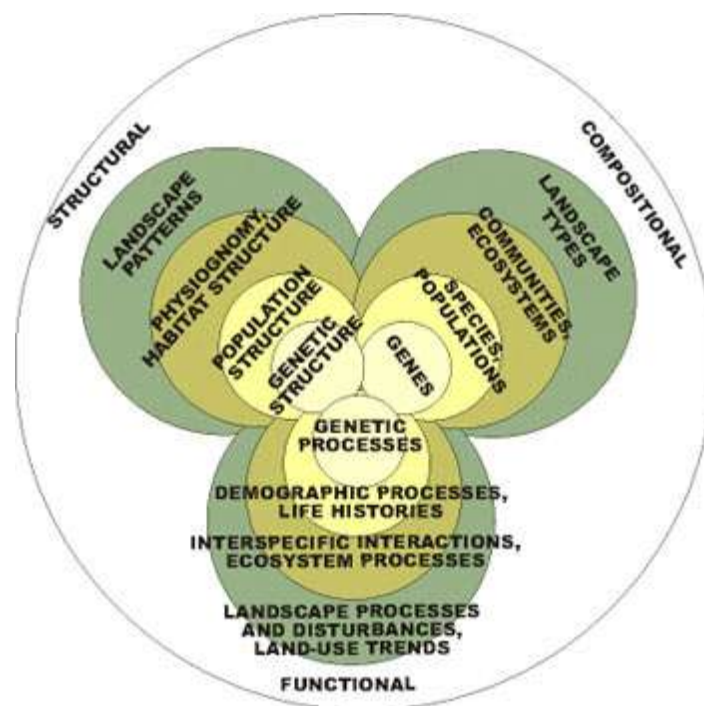 STRUCTURAL
COMPOSITIONAL
LANDSCAPE
PATTERNS
PHYSIOGNOMY,
HABITAT STRUCTURE
POPULATION
STRUCTURE
GENETIC
STRUCTURE
LANDSCAPE
TYPES
COMMUNITIES,
ECOSYSTEMS
SPECIES,
POPULATIONS
GENES
GENETIC
PROCESSES
DEMOGRAPHIC PROCESSES,
LIFE HISTORIES
INTERSPECIFIC INTERACTIONS,
ECOSYSTEM PROCESSES
LANDSCAPE PROCESSES
AND DISTURBANCES,
LAND-USE TRENDS
FUNCTIONAL